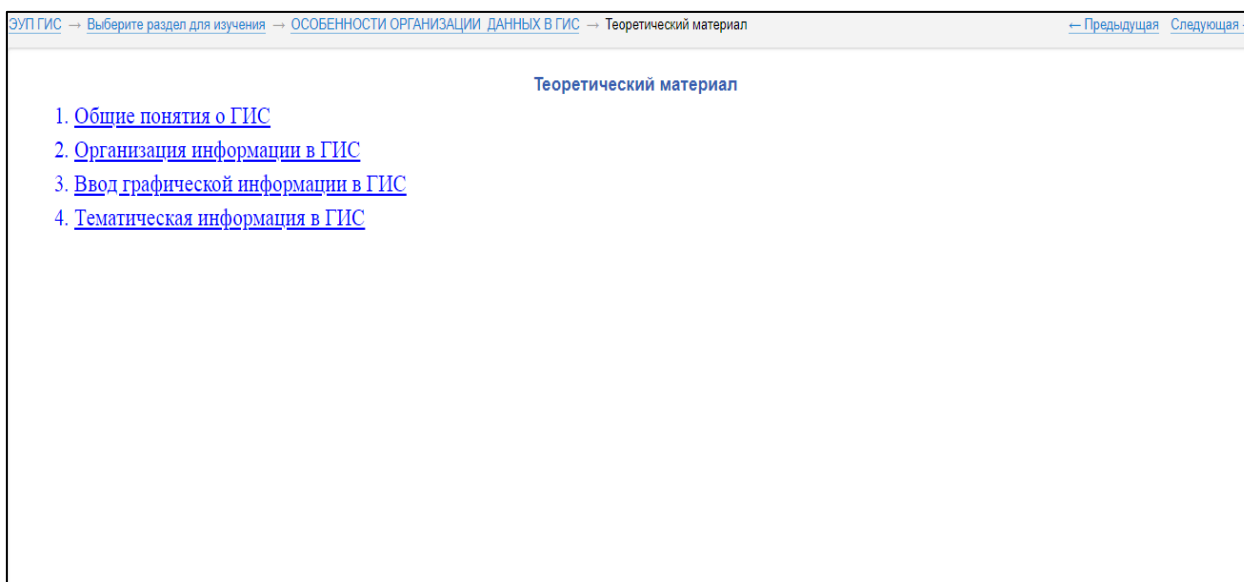 ЭУП ГИС → Выберите раздел для изучения → ОСОБЕННОСТИ ОРГАНИЗАЦИИ ДАННЫХ В ГИС → Теоретический материал ← Предыдущая Следующая
Теоретический материал
1. Общие понятия о ГИС
2. Организация информации в ГИС
3. Ввод графической информации в ГИС
4. Тематическая информация в ГИС